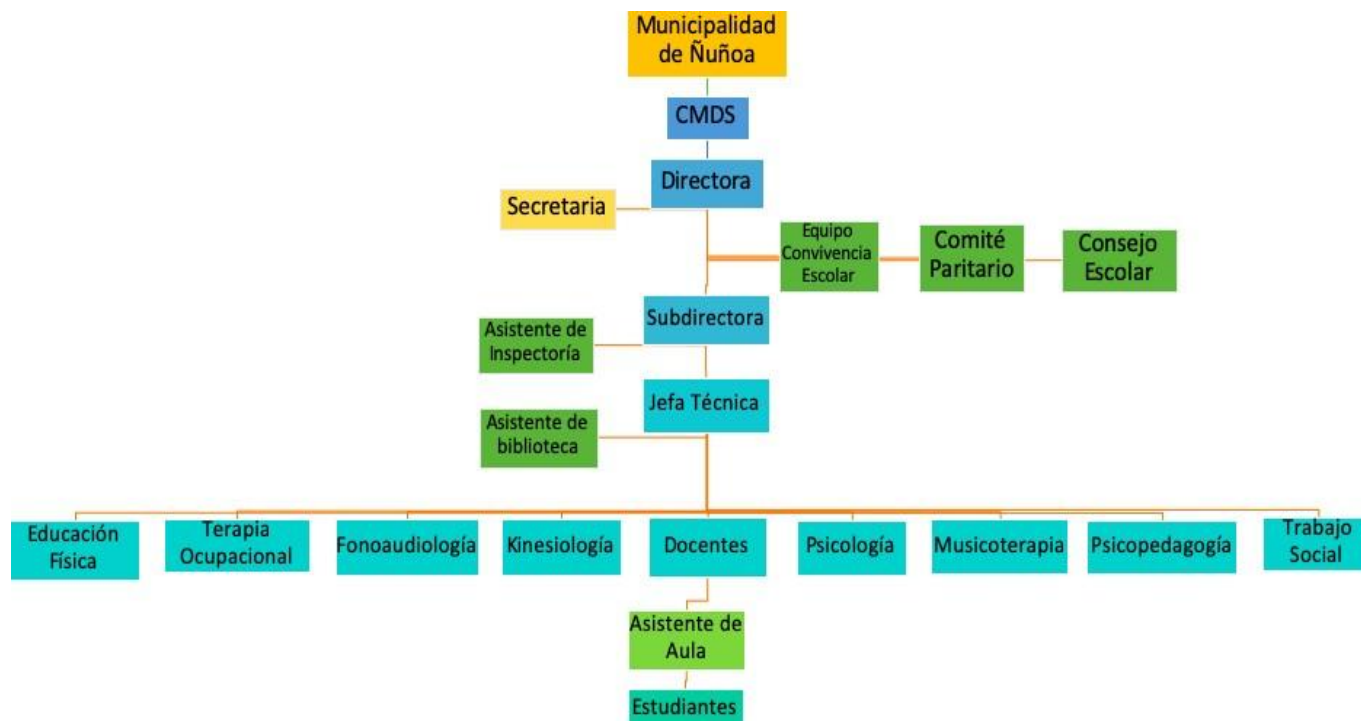 Municipalidad
de Ñuñoa
CMDS
Directora
Secretaria
Equipo
Convivencia
Escolar
Comité
Paritario
Consejo
Escolar
Subdirectora
Asistente de
Inspectoría
Jefa Técnica
Asistente de
biblioteca
Educación
Física
Terapia
Ocupacional
Fonoaudiología
Kinesiología
Docentes
Psicología
Musicoterapia
Psicopedagogía
Trabajo
Social
Asistente de
Aula
Estudiantes